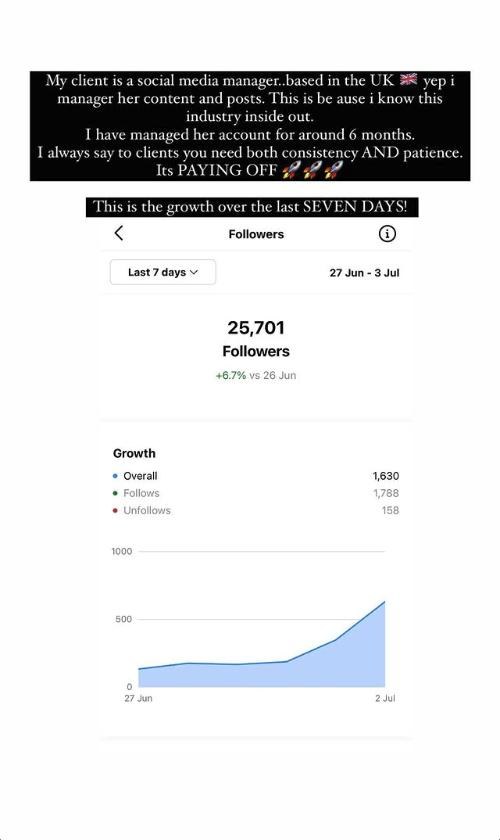 My client is a social media manager..based in the UK 🇬🇧 yep i
manager her content and posts. This is be ause i know this
industry inside out.
I have managed her account for around 6 months.
I always say to clients you need both consistency AND patience.
Its PAYING OFF 🚀🚀🚀
This is the growth over the last SEVEN DAYS!
Followers
Last 7 days
27 Jun - 3 Jul
25,701
Followers
+6.7% vs 26 Jun
Growth
Overall 1,630
Follows 1,788
Unfollows 158
1000
500
0
27 Jun 2 Jul